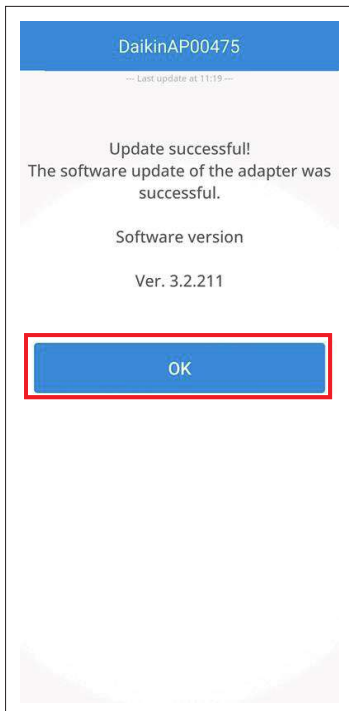 DaikinAP00475
--- Last update at 11:19 ---
Update successful!
The software update of the adapter was
successful.
Software version
Ver. 3.2.211
OK